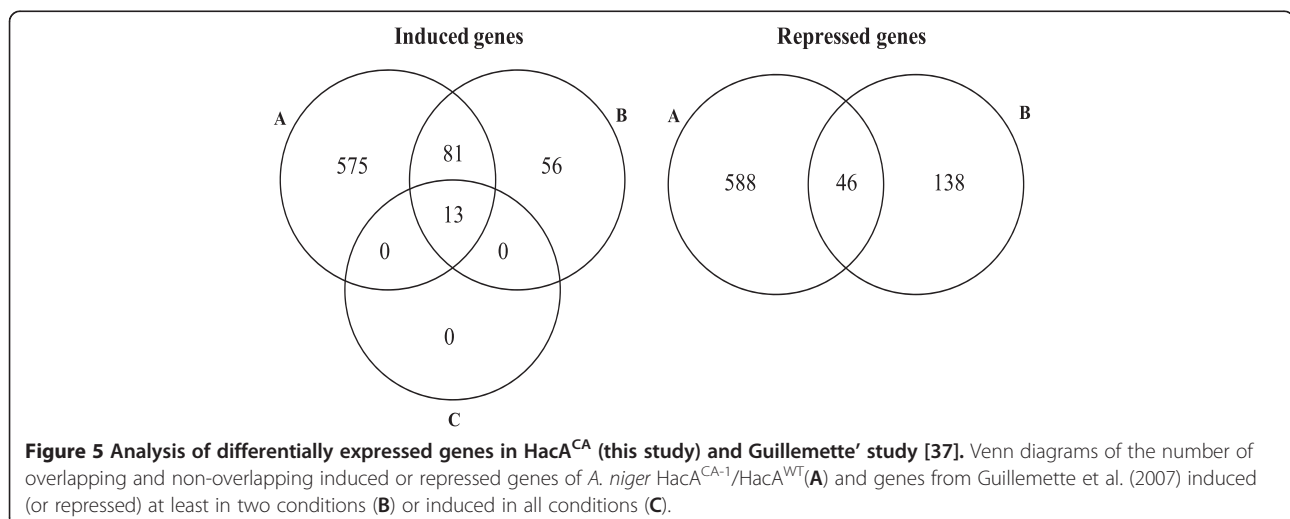 Induced genes
Repressed genes
A
B
575
81
56
13
0
0
0
C
A
B
588
46
138
Figure 5 Analysis of differentially expressed genes in HacA^CA (this study) and Guillemette' study [37]. Venn diagrams of the number of
overlapping and non-overlapping induced or repressed genes of A. niger HacA^CA-1/HacA^WT(A) and genes from Guillemette et al. (2007) induced
(or repressed) at least in two conditions (B) or induced in all conditions (C).